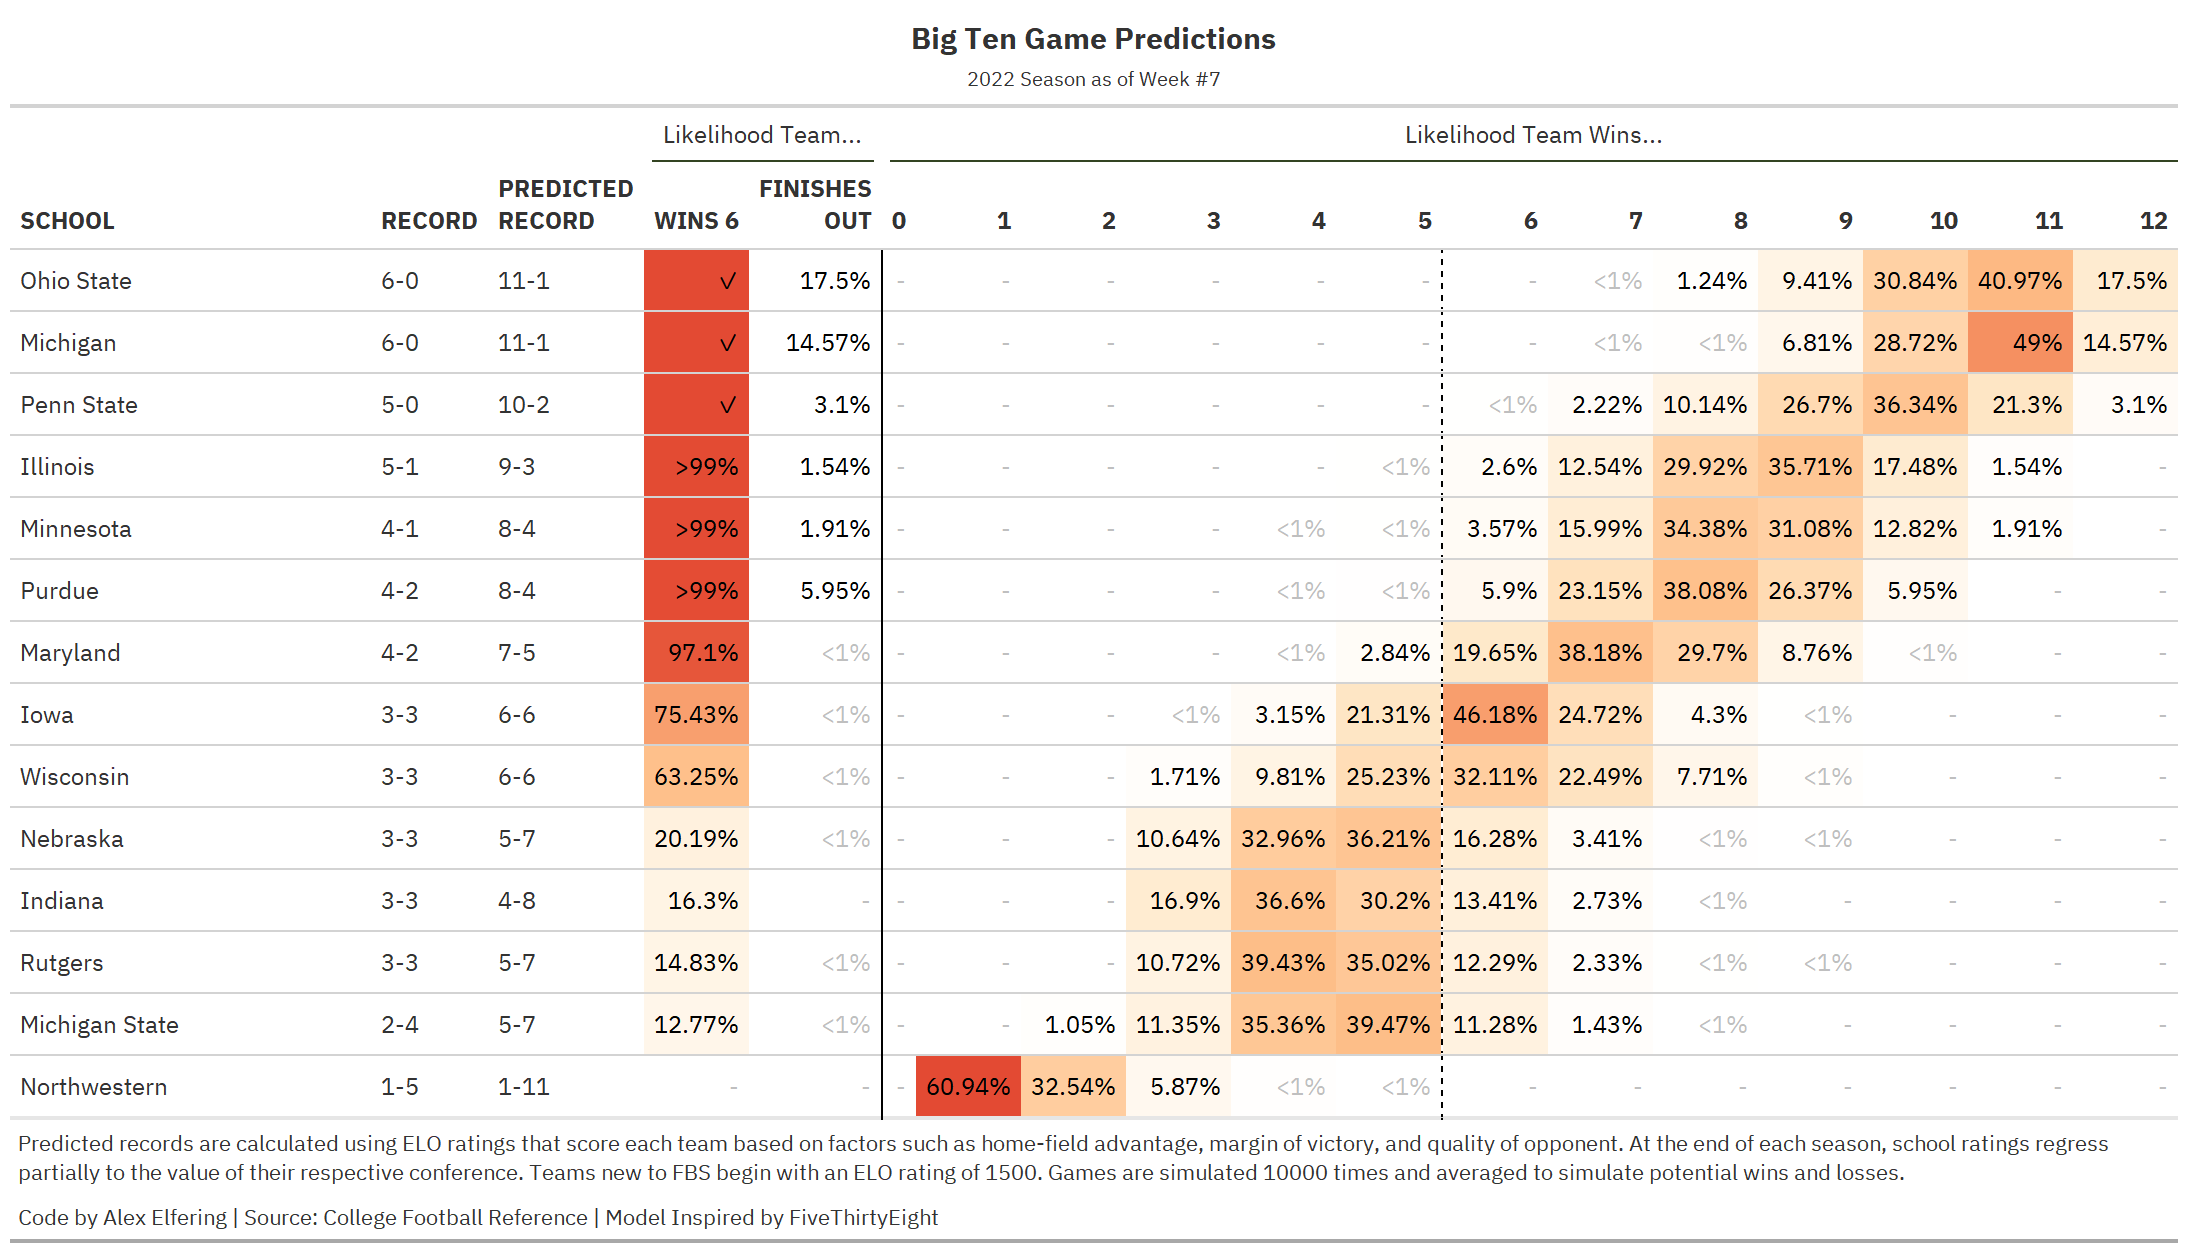 Big Ten Game Predictions
2022 Season as of Week #7
Likelihood Team... Likelihood Team Wins...
SCHOOL RECORD PREDICTED RECORD WINS 6 FINISHES OUT 0 1 2 3 4 5 6 7 8 9 10 11 12
Ohio State 6-0 11-1 ✓ 17.5% - - - - - - - <1% 1.24% 9.41% 30.84% 40.97% 17.5%
Michigan 6-0 11-1 ✓ 14.57% - - - - - - - <1% <1% 6.81% 28.72% 49% 14.57%
Penn State 5-0 10-2 ✓ 3.1% - - - - - - <1% 2.22% 10.14% 26.7% 36.34% 21.3% 3.1%
Illinois 5-1 9-3 >99% 1.54% - - - - - <1% 2.6% 12.54% 29.92% 35.71% 17.48% 1.54% -
Minnesota 4-1 8-4 >99% 1.91% - - - - <1% <1% 3.57% 15.99% 34.38% 31.08% 12.82% 1.91% -
Purdue 4-2 8-4 >99% 5.95% - - - - <1% <1% 5.9% 23.15% 38.08% 26.37% 5.95% - -
Maryland 4-2 7-5 97.1% <1% - - - - <1% 2.84% 19.65% 38.18% 29.7% 8.76% <1% - -
Iowa 3-3 6-6 75.43% <1% - - - <1% 3.15% 21.31% 46.18% 24.72% 4.3% <1% - - -
Wisconsin 3-3 6-6 63.25% <1% - - - 1.71% 9.81% 25.23% 32.11% 22.49% 7.71% <1% - - -
Nebraska 3-3 5-7 20.19% <1% - - - 10.64% 32.96% 36.21% 16.28% 3.41% <1% <1% - - -
Indiana 3-3 4-8 16.3% - - - - 16.9% 36.6% 30.2% 13.41% 2.73% <1% - - - -
Rutgers 3-3 5-7 14.83% <1% - - - 10.72% 39.43% 35.02% 12.29% 2.33% <1% <1% - - -
Michigan State 2-4 5-7 12.77% <1% - - 1.05% 11.35% 35.36% 39.47% 11.28% 1.43% <1% - - - -
Northwestern 1-5 1-11 - - - 60.94% 32.54% 5.87% <1% <1% - - - - - - -
Predicted records are calculated using ELO ratings that score each team based on factors such as home-field advantage, margin of victory, and quality of opponent. At the end of each season, school ratings regress
partially to the value of their respective conference. Teams new to FBS begin with an ELO rating of 1500. Games are simulated 10000 times and averaged to simulate potential wins and losses.
Code by Alex Elfering | Source: College Football Reference | Model Inspired by FiveThirtyEight